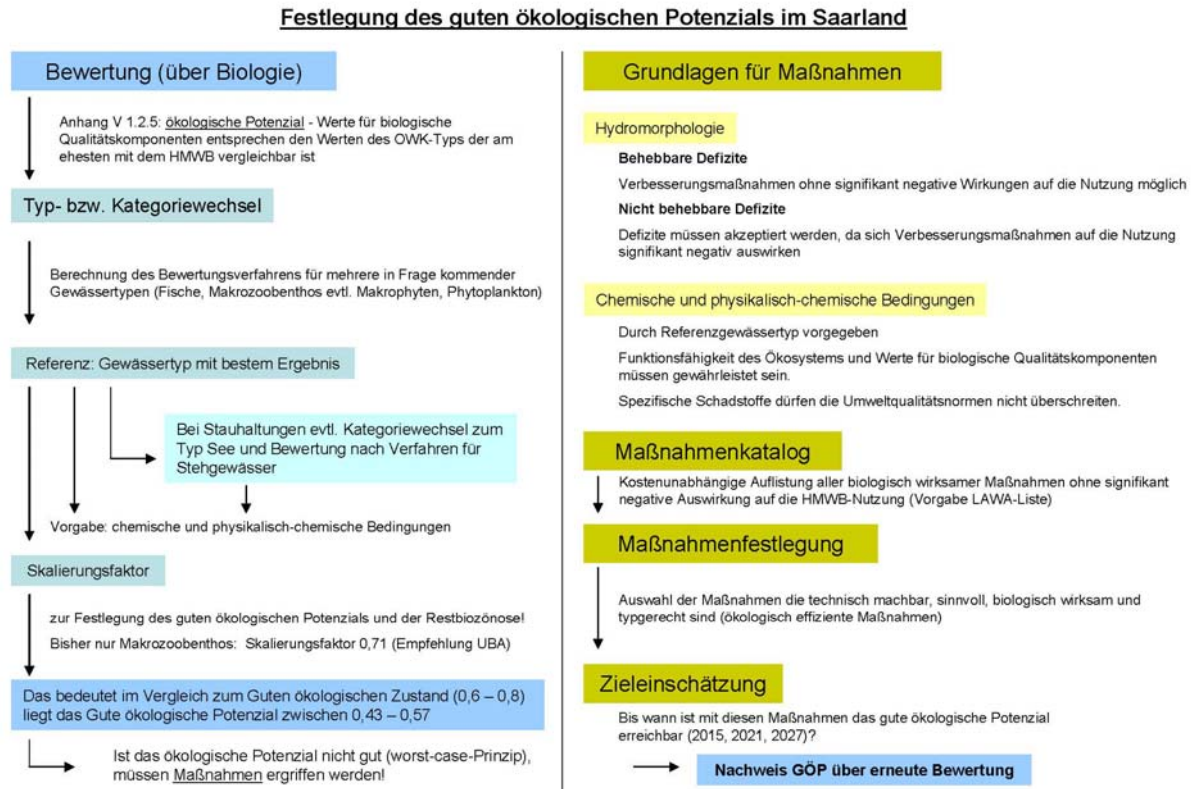 Festlegung des guten ökologischen Potenzials im Saarland
Bewertung (über Biologie)
Anhang V 1.2.5: ökologische Potenzial - Werte für biologische
Qualitätskomponenten entsprechen den Werten des OWK-Typs der am
ehesten mit dem HMWB vergleichbar ist
Typ- bzw. Kategoriewechsel
Berechnung des Bewertungsverfahrens für mehrere in Frage kommender
Gewässertypen (Fische, Makrozoobenthos evtl. Makrophyten, Phytoplankton)
Referenz: Gewässertyp mit bestem Ergebnis
Bei Stauhaltungen evtl. Kategoriewechsel zum
Typ See und Bewertung nach Verfahren für
Stehgewässer
Vorgabe: chemische und physikalisch-chemische Bedingungen
Skalierungsfaktor
zur Festlegung des guten ökologischen Potenzials und der Restbiozönose!
Bisher nur Makrozoobenthos: Skalierungsfaktor 0,71 (Empfehlung UBA)
Das bedeutet im Vergleich zum Guten ökologischen Zustand (0,6 – 0,8)
liegt das Gute ökologische Potenzial zwischen 0,43 – 0,57
Ist das ökologische Potenzial nicht gut (worst-case-Prinzip),
müssen Maßnahmen ergriffen werden!
Grundlagen für Maßnahmen
Hydromorphologie
Behebbare Defizite
Verbesserungsmaßnahmen ohne signifikant negative Wirkungen auf die Nutzung möglich
Nicht behebbare Defizite
Defizite müssen akzeptiert werden, da sich Verbesserungsmaßnahmen auf die Nutzung
signifikant negativ auswirken
Chemische und physikalisch-chemische Bedingungen
Durch Referenzgewässertyp vorgegeben
Funktionsfähigkeit des Ökosystems und Werte für biologische Qualitätskomponenten
müssen gewährleistet sein.
Spezifische Schadstoffe dürfen die Umweltqualitätsnormen nicht überschreiten.
Maßnahmenkatalog
Kostenunabhängige Auflistung aller biologisch wirksamer Maßnahmen ohne signifikant
negative Auswirkung auf die HMWB-Nutzung (Vorgabe LAWA-Liste)
Maßnahmenfestlegung
Auswahl der Maßnahmen die technisch machbar, sinnvoll, biologisch wirksam und
typgerecht sind (ökologisch effiziente Maßnahmen)
Zieleinschätzung
Bis wann ist mit diesen Maßnahmen das gute ökologische Potenzial
erreichbar (2015, 2021, 2027)?
Nachweis GÖP über erneute Bewertung